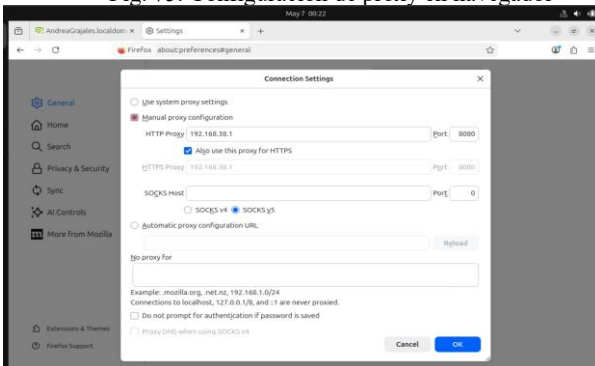 Fig. 75. Configuración de proxy en navegador
May 7 00:22
AndreaGrajales.localdom
Settings
Firefox about:preferences#general
Connection Settings
General
Home
Search
Privacy & Security
Sync
AI Controls
More from Mozilla
Extensions & Themes
Firefox Support
Use system proxy settings
Manual proxy configuration
HTTP Proxy 192.168.38.1 Port 8080
Also use this proxy for HTTPS
HTTPS Proxy 192.168.38.1 Port 8080
SOCKS Host Port 0
SOCKS v4 SOCKS v5
Automatic proxy configuration URL
Reload
No proxy for
Example: .mozilla.org, .net.nz, 192.168.1.0/24
Connections to localhost, 127.0.0.1/8, and ::1 are never proxied.
Do not prompt for authentication if password is saved
Proxy DNS when using SOCKS v4
Cancel OK